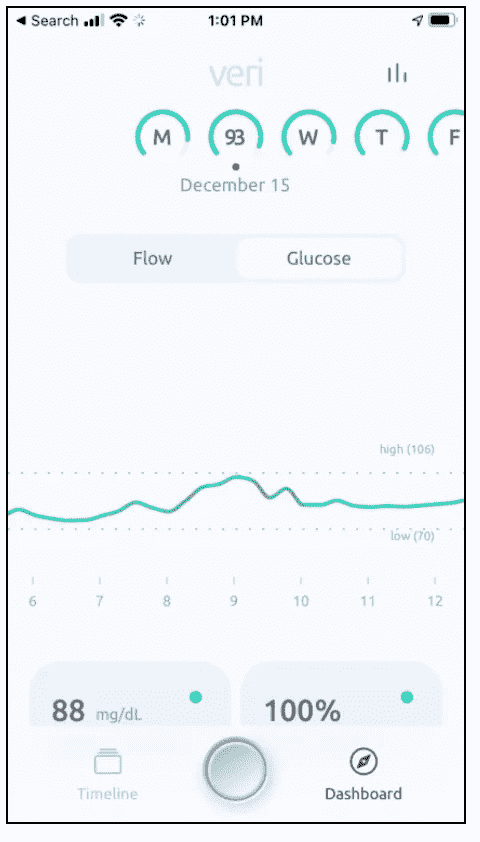 ◀ Search 1:01 PM
veri
M 93 W T F
December 15
Flow Glucose
high (106)
low (70)
6 7 8 9 10 11 12
88 mg/dL 100%
Timeline Dashboard